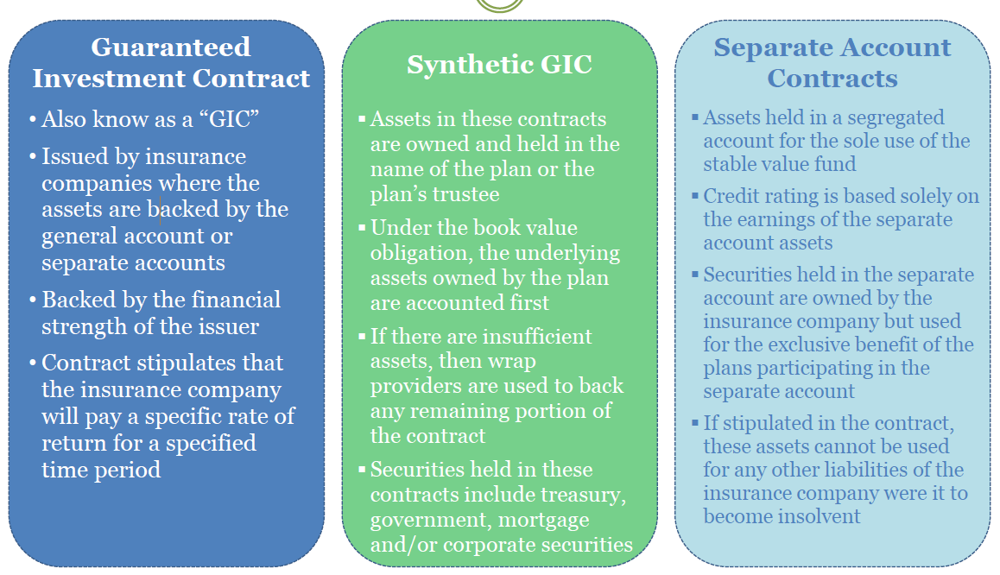 Guaranteed
Investment Contract
• Also know as a “GIC”
• Issued by insurance
companies where the
assets are backed by the
general account or
separate accounts
• Backed by the financial
strength of the issuer
• Contract stipulates that
the insurance company
will pay a specific rate of
return for a specified
time period
Synthetic GIC
▪ Assets in these contracts
are owned and held in the
name of the plan or the
plan’s trustee
▪ Under the book value
obligation, the underlying
assets owned by the plan
are accounted first
▪ If there are insufficient
assets, then wrap
providers are used to back
any remaining portion of
the contract
▪ Securities held in these
contracts include treasury,
government, mortgage
and/or corporate securities
Separate Account
Contracts
▪ Assets held in a segregated
account for the sole use of the
stable value fund
▪ Credit rating is based solely on
the earnings of the separate
account assets
▪ Securities held in the separate
account are owned by the
insurance company but used
for the exclusive benefit of the
plans participating in the
separate account
▪ If stipulated in the contract,
these assets cannot be used
for any other liabilities of the
insurance company were it to
become insolvent